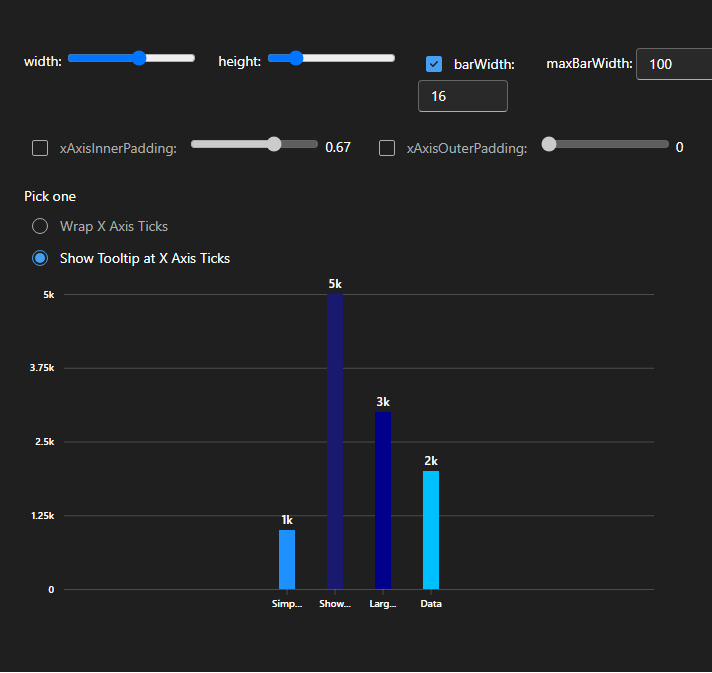 width: height: barWidth: maxBarWidth: 100
16
xAxisInnerPadding: 0.67 xAxisOuterPadding: 0
Pick one
Wrap X Axis Ticks
Show Tooltip at X Axis Ticks
5k
5k
3.75k
3k
2.5k
2k
1.25k
1k
0
Simp... Show... Larg... Data